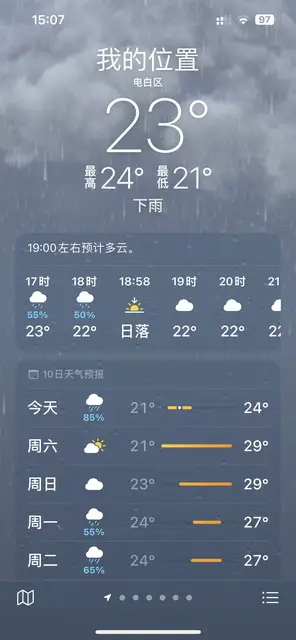 15:07
97
我的位置
电白区
23°
最高 24° 最低 21°
下雨
19:00左右预计多云。
17时 18时 18:58 19时 20时 21
55% 50%
23° 22° 日落 22° 22° 22
10日天气预报
今天 85% 21° 24°
周六 21° 29°
周日 23° 29°
周一 55% 24° 27°
周二 65% 24° 27°